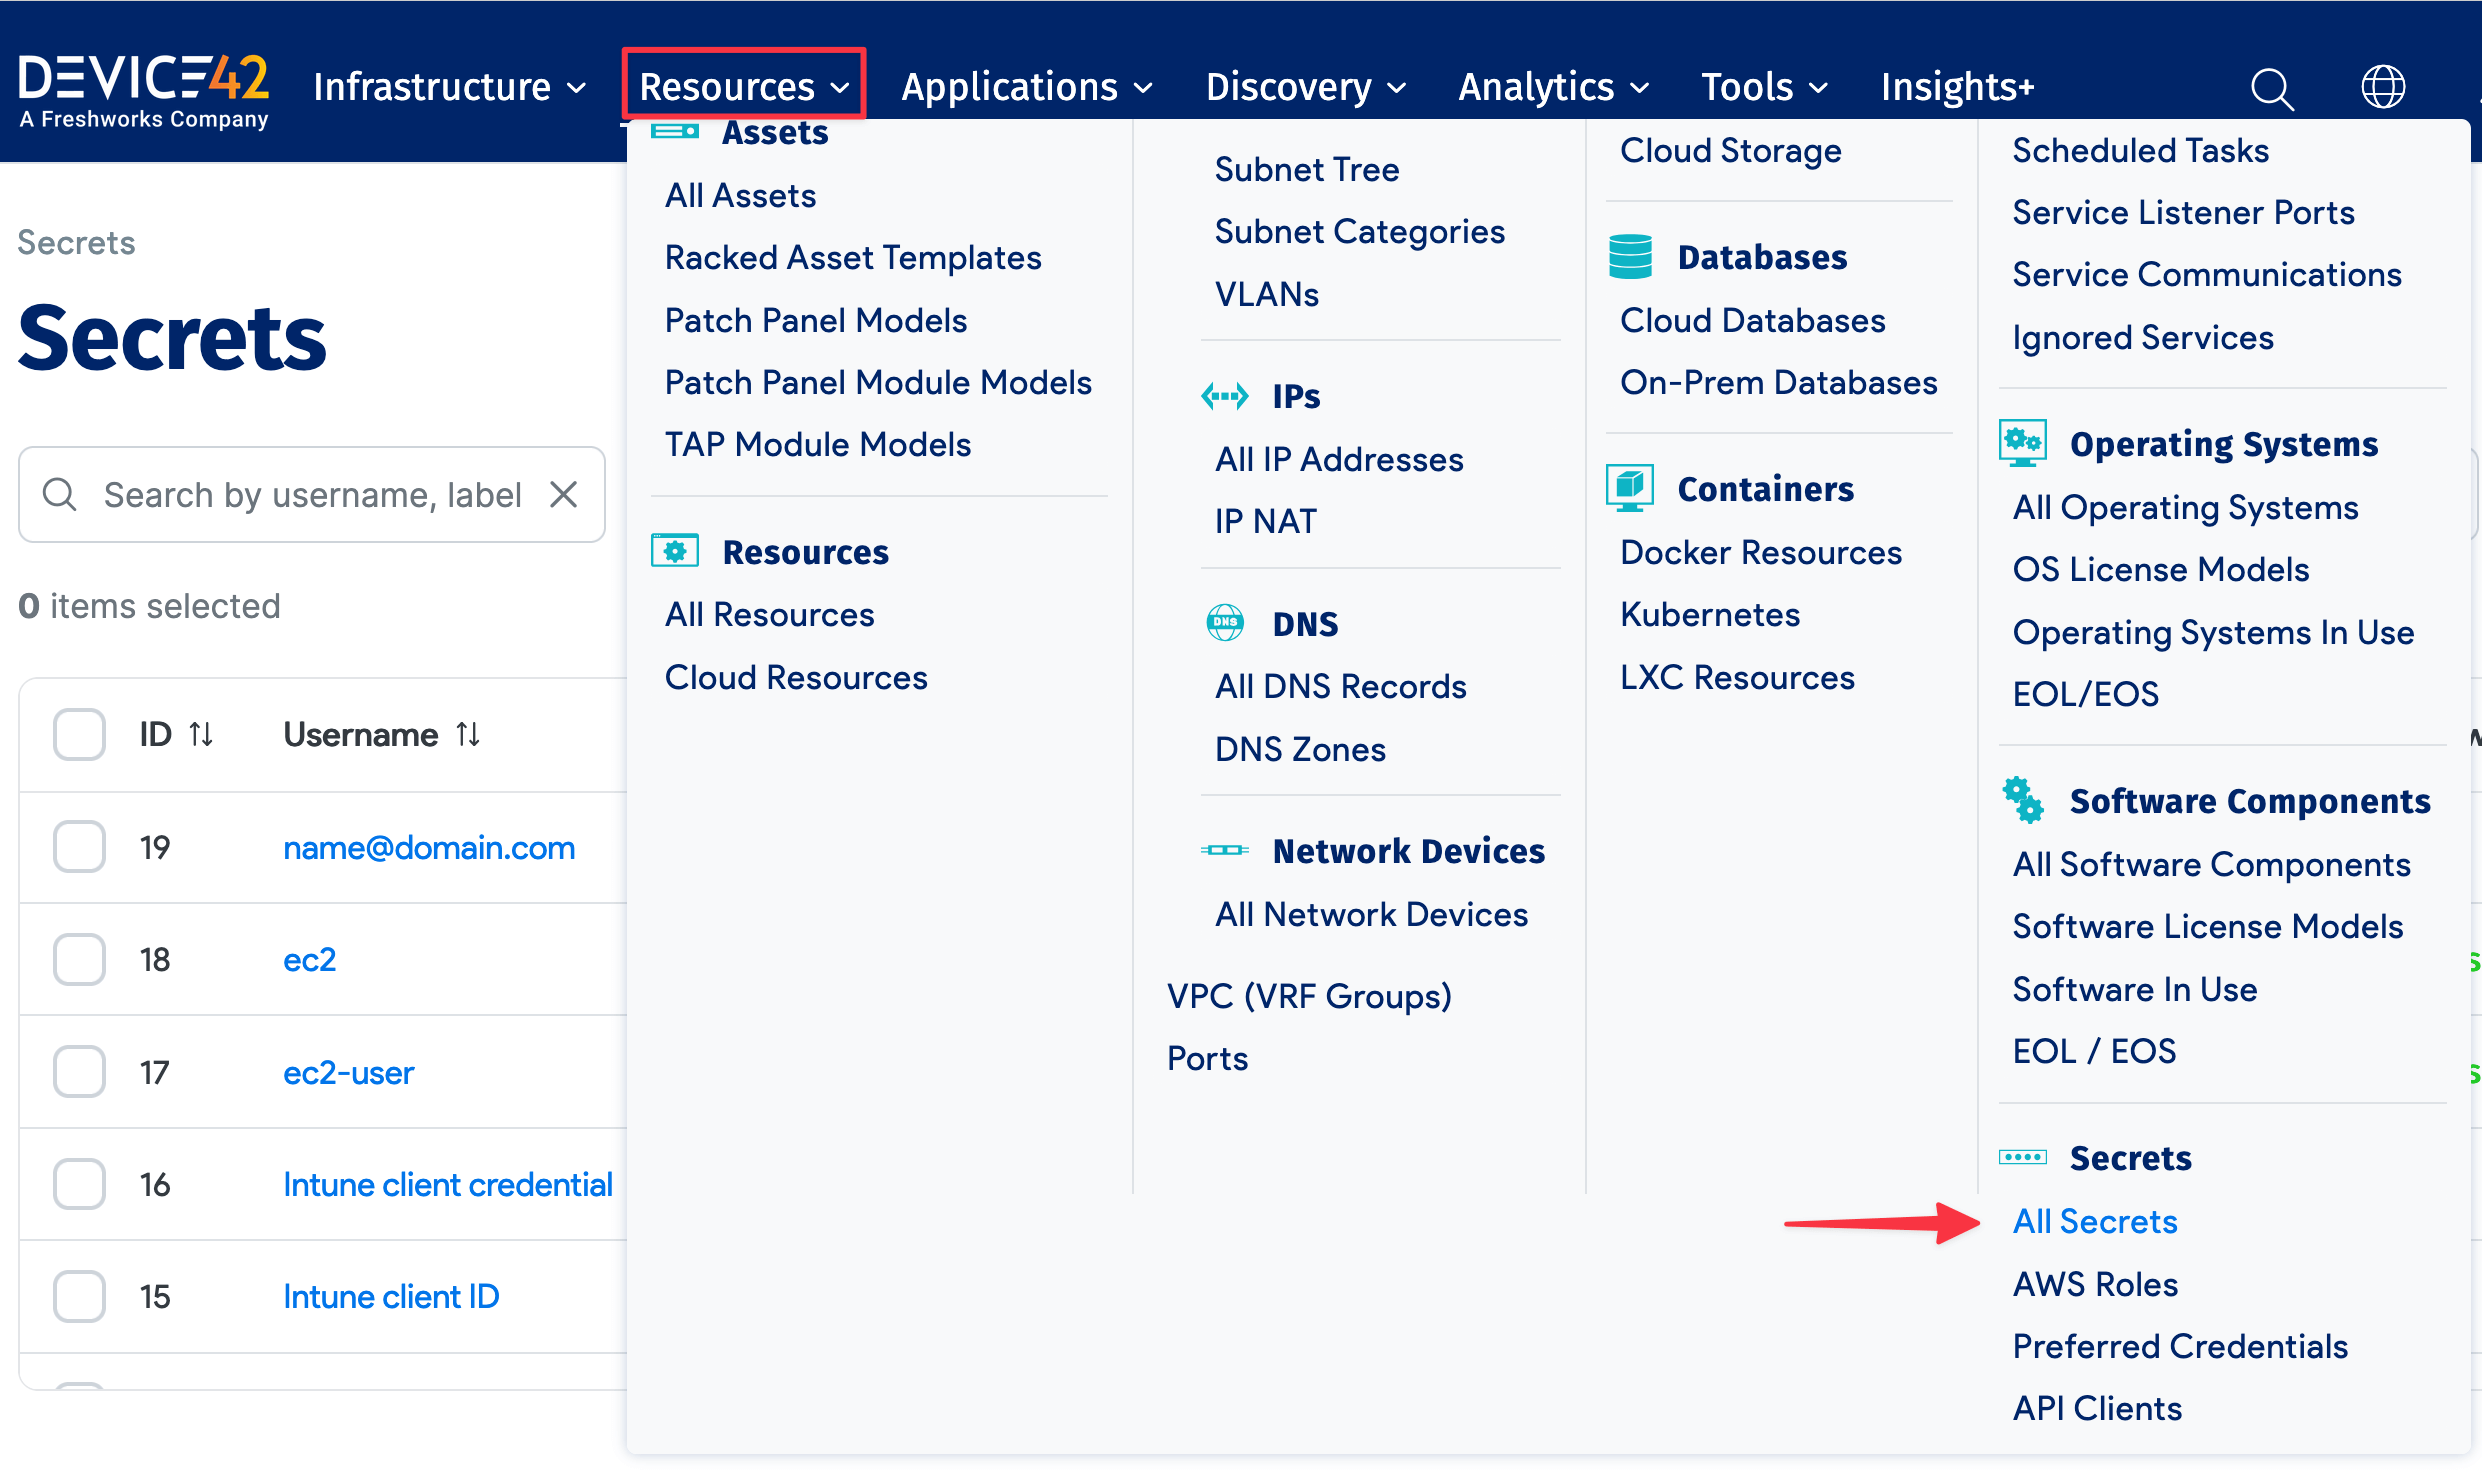 DEVICE42
A Freshworks Company
Infrastructure
Resources
Applications
Discovery
Analytics
Tools
Insights+
Secrets
Secrets
Search by username, label
0 items selected
ID
Username
19
name@domain.com
18
ec2
17
ec2-user
16
Intune client credential
15
Intune client ID
Assets
All Assets
Racked Asset Templates
Patch Panel Models
Patch Panel Module Models
TAP Module Models
Resources
All Resources
Cloud Resources
Subnet Tree
Subnet Categories
VLANs
IPs
All IP Addresses
IP NAT
DNS
DNS
All DNS Records
DNS Zones
Network Devices
All Network Devices
VPC (VRF Groups)
Ports
Cloud Storage
Databases
Cloud Databases
On-Prem Databases
Containers
Docker Resources
Kubernetes
LXC Resources
Scheduled Tasks
Service Listener Ports
Service Communications
Ignored Services
Operating Systems
All Operating Systems
OS License Models
Operating Systems In Use
EOL/EOS
Software Components
All Software Components
Software License Models
Software In Use
EOL / EOS
Secrets
All Secrets
AWS Roles
Preferred Credentials
API Clients